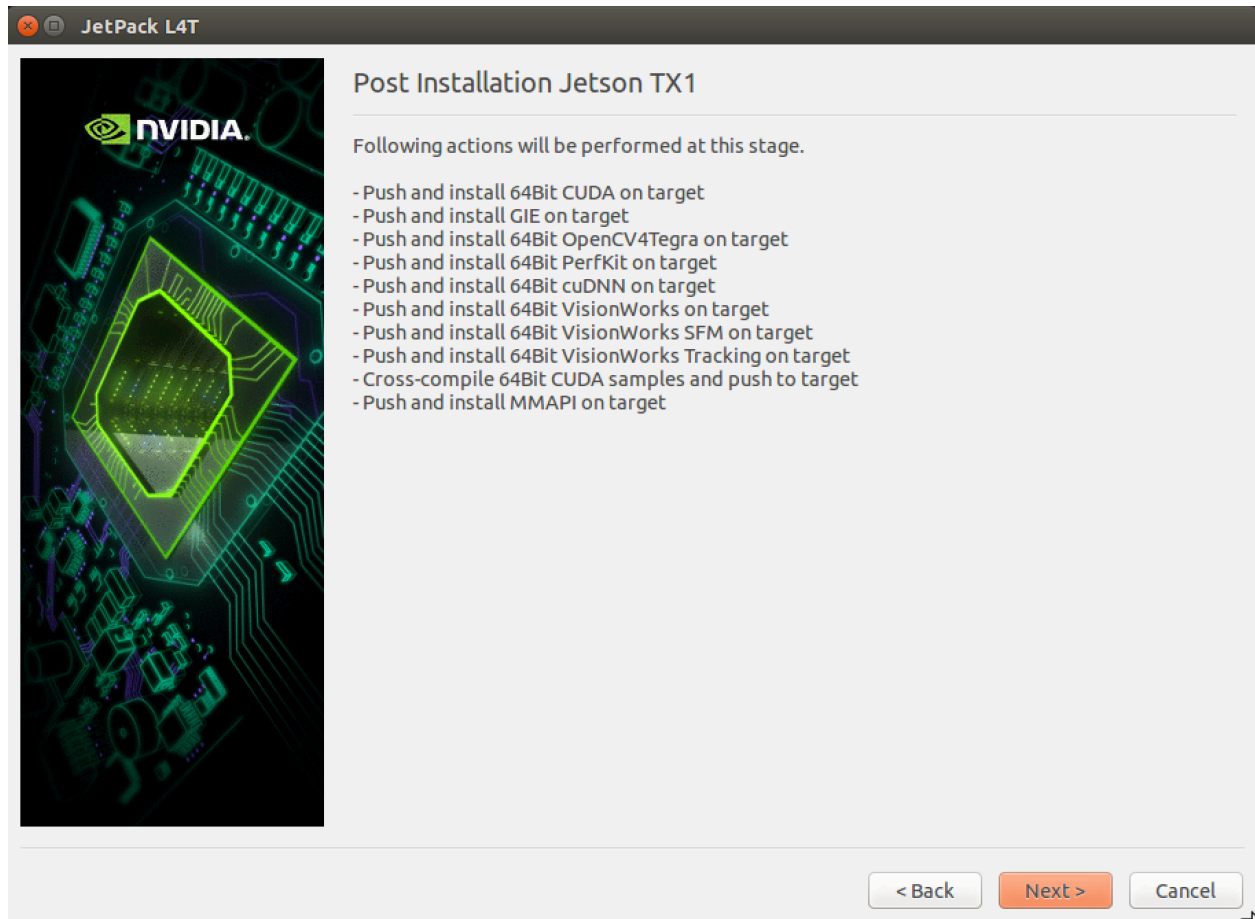 JetPack L4T
NVIDIA.
Post Installation Jetson TX1
Following actions will be performed at this stage.
- Push and install 64Bit CUDA on target
- Push and install GIE on target
- Push and install 64Bit OpenCV4Tegra on target
- Push and install 64Bit PerfKit on target
- Push and install 64Bit cuDNN on target
- Push and install 64Bit VisionWorks on target
- Push and install 64Bit VisionWorks SFM on target
- Push and install 64Bit VisionWorks Tracking on target
- Cross-compile 64Bit CUDA samples and push to target
- Push and install MMAPI on target
< Back Next > Cancel